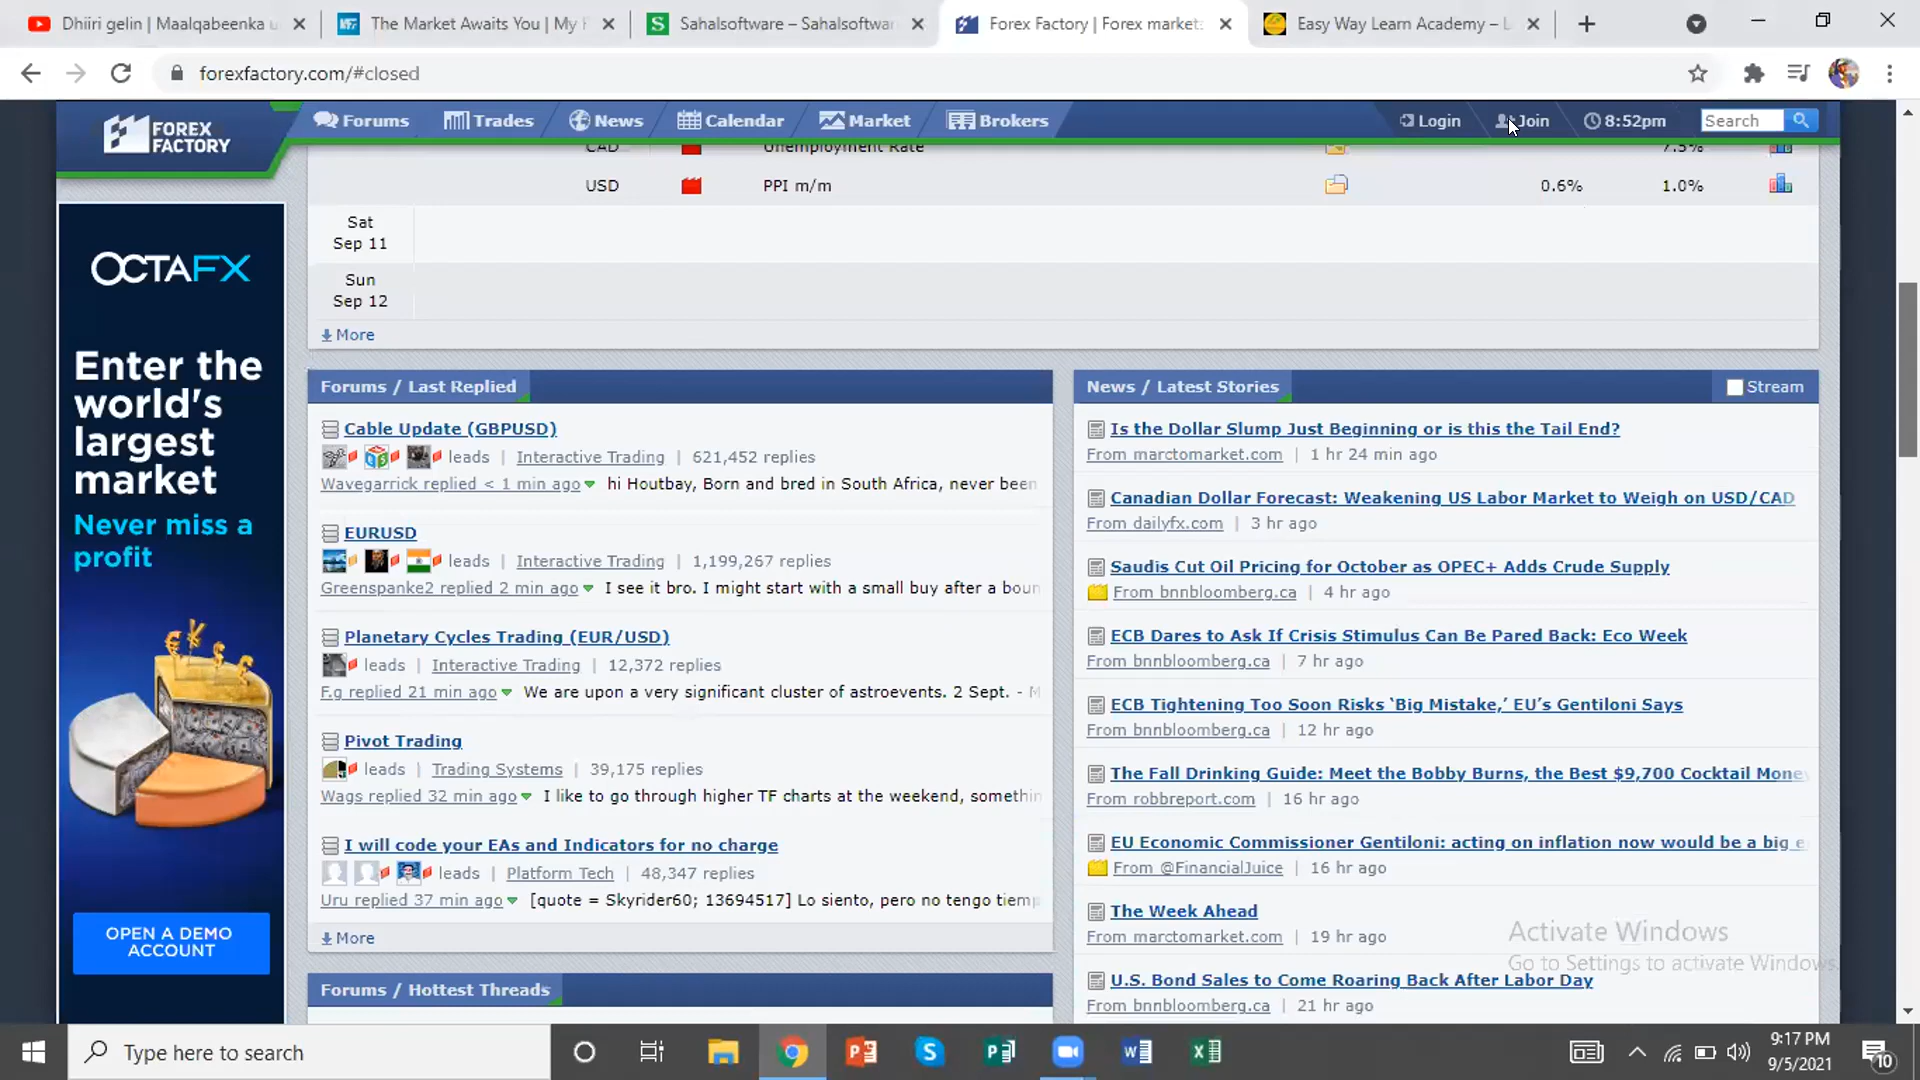 Dhiiri gelin | Maalqabeenka u
The Market Awaits You | My F
Sahalsoftware – Sahalsoftwar
Forex Factory | Forex markets
Easy Way Learn Academy – L
forexfactory.com/#closed
FOREX FACTORY
Forums
Trades
News
Calendar
Market
Brokers
Login
Join
8:52pm
Search
CAD Unemployment Rate 7.5%
USD PPI m/m 0.6% 1.0%
Sat
Sep 11
Sun
Sep 12
More
OCTAFX
Enter the
world's
largest
market
Never miss a
profit
OPEN A DEMO
ACCOUNT
Forums / Last Replied
Cable Update (GBPUSD)
leads | Interactive Trading | 621,452 replies
Wavegarrick replied < 1 min ago hi Houtbay, Born and bred in South Africa, never been
EURUSD
leads | Interactive Trading | 1,199,267 replies
Greenspanke2 replied 2 min ago I see it bro. I might start with a small buy after a boun
Planetary Cycles Trading (EUR/USD)
leads | Interactive Trading | 12,372 replies
F.g replied 21 min ago We are upon a very significant cluster of astroevents. 2 Sept. - M
Pivot Trading
leads | Trading Systems | 39,175 replies
Wags replied 32 min ago I like to go through higher TF charts at the weekend, somethin
I will code your EAs and Indicators for no charge
leads | Platform Tech | 48,347 replies
Uru replied 37 min ago [quote = Skyrider60; 13694517] Lo siento, pero no tengo tiem
More
Forums / Hottest Threads
News / Latest Stories
Stream
Is the Dollar Slump Just Beginning or is this the Tail End?
From marctomarket.com | 1 hr 24 min ago
Canadian Dollar Forecast: Weakening US Labor Market to Weigh on USD/CAD
From dailyfx.com | 3 hr ago
Saudis Cut Oil Pricing for October as OPEC+ Adds Crude Supply
From bnnbloomberg.ca | 4 hr ago
ECB Dares to Ask If Crisis Stimulus Can Be Pared Back: Eco Week
From bnnbloomberg.ca | 7 hr ago
ECB Tightening Too Soon Risks ‘Big Mistake,’ EU’s Gentiloni Says
From bnnbloomberg.ca | 12 hr ago
The Fall Drinking Guide: Meet the Bobby Burns, the Best $9,700 Cocktail Money
From robbreport.com | 16 hr ago
EU Economic Commissioner Gentiloni: acting on inflation now would be a big e
From @FinancialJuice | 16 hr ago
The Week Ahead
From marctomarket.com | 19 hr ago
U.S. Bond Sales to Come Roaring Back After Labor Day
From bnnbloomberg.ca | 21 hr ago
Activate Windows
Go to Settings to activate Windows.
Type here to search
9:17 PM
9/5/2021
10